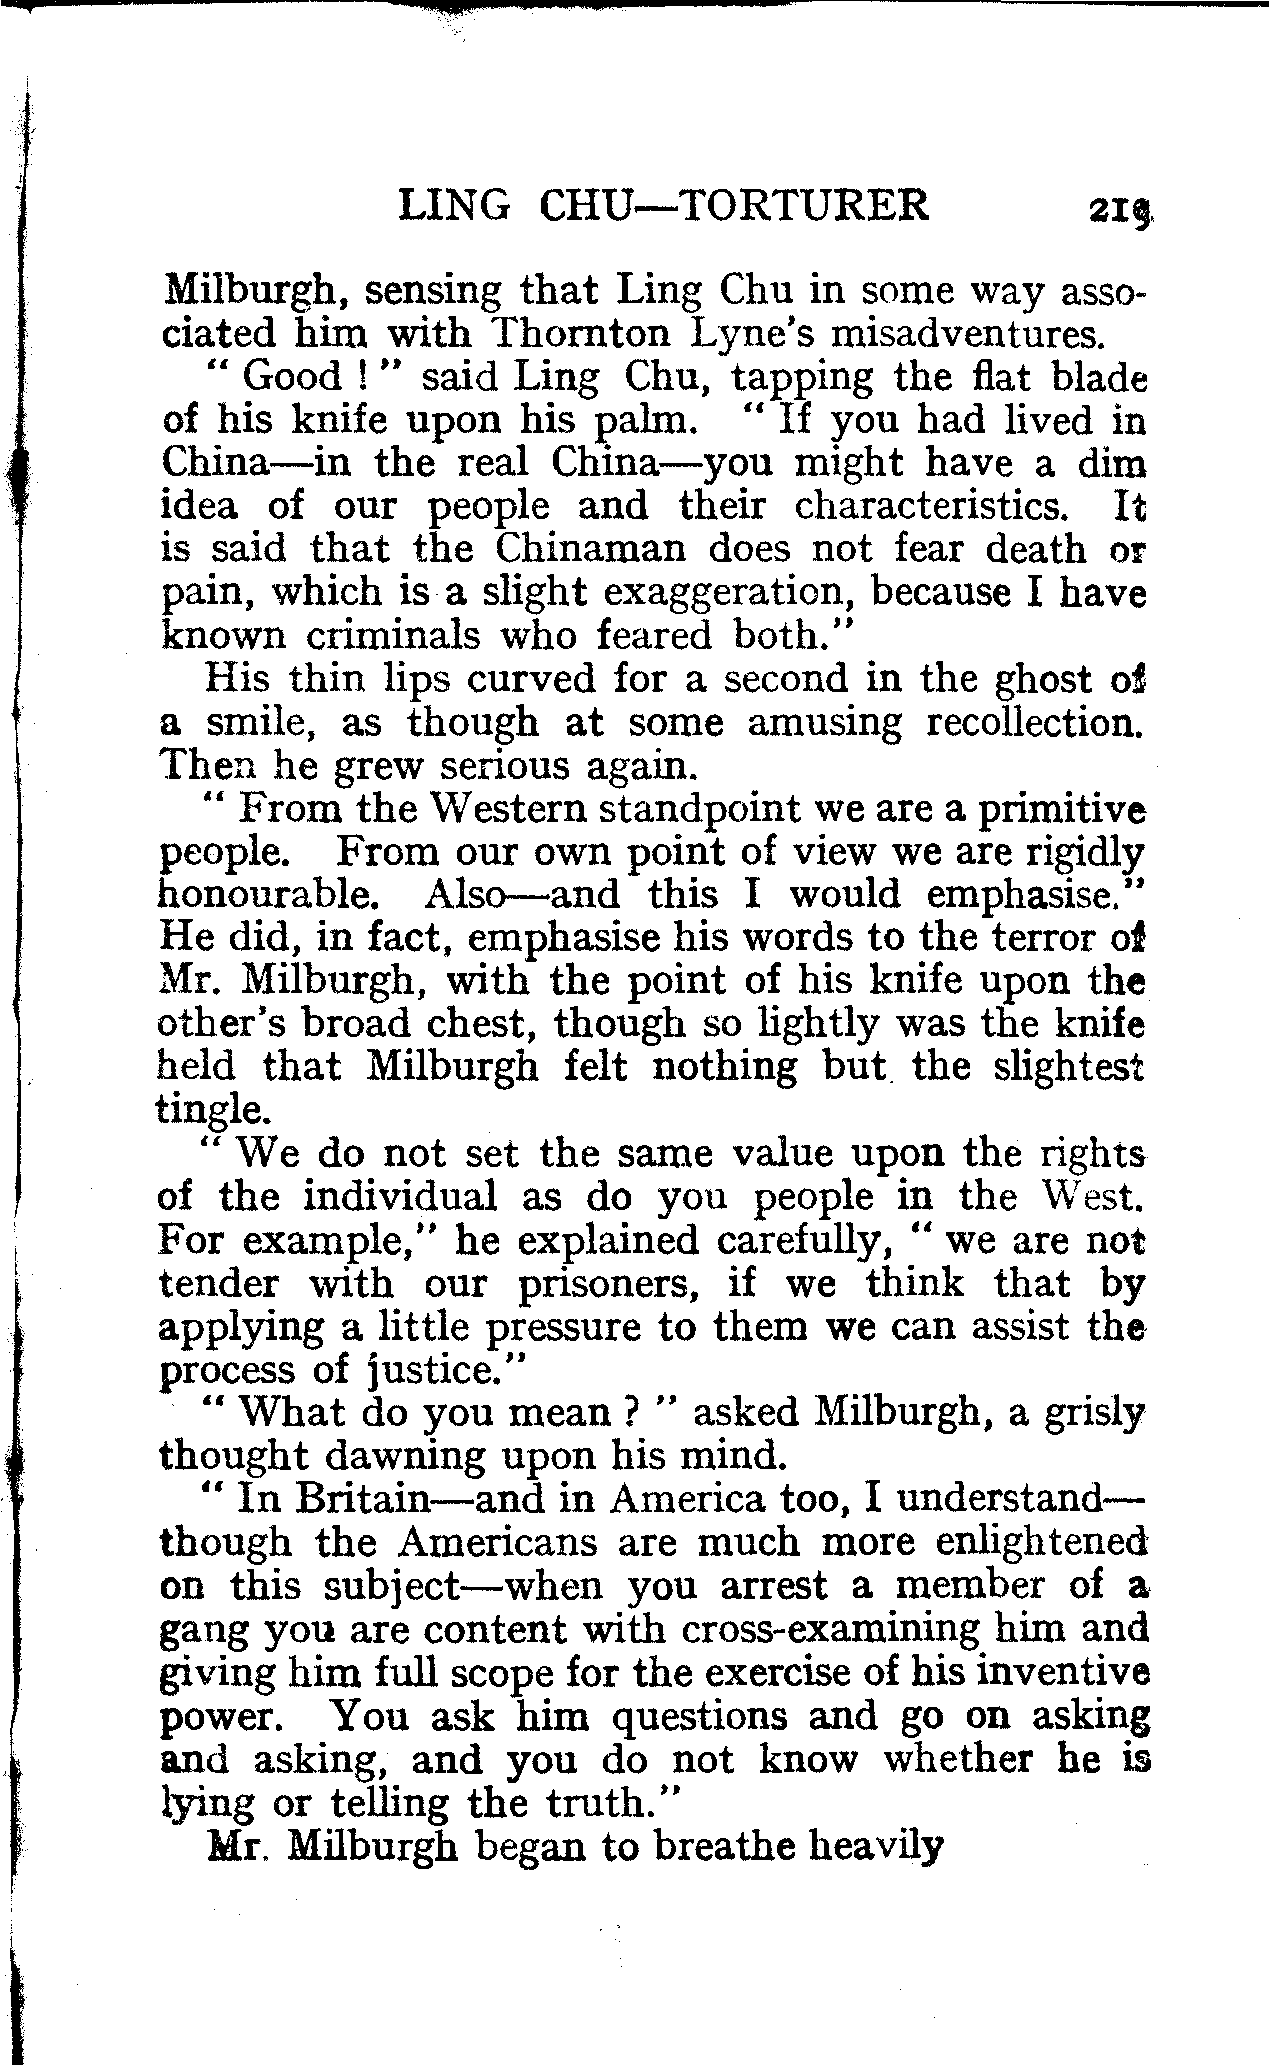 LING CHU—TORTURER 219
Milburgh, sensing that Ling Chu in some way asso-
ciated him with Thornton Lyne's misadventures.
" Good ! " said Ling Chu, tapping the flat blade
of his knife upon his palm. " If you had lived in
China—in the real China—you might have a dim
idea of our people and their characteristics. It
is said that the Chinaman does not fear death or
pain, which is a slight exaggeration, because I have
known criminals who feared both."
His thin lips curved for a second in the ghost of
a smile, as though at some amusing recollection.
Then he grew serious again.
" From the Western standpoint we are a primitive
people. From our own point of view we are rigidly
honourable. Also—and this I would emphasise."
He did, in fact, emphasise his words to the terror of
Mr. Milburgh, with the point of his knife upon the
other's broad chest, though so lightly was the knife
held that Milburgh felt nothing but the slightest
tingle.
" We do not set the same value upon the rights
of the individual as do you people in the West.
For example," he explained carefully, " we are not
tender with our prisoners, if we think that by
applying a little pressure to them we can assist the
process of justice."
" What do you mean ? " asked Milburgh, a grisly
thought dawning upon his mind.
" In Britain—and in America too, I understand—
though the Americans are much more enlightened
on this subject—when you arrest a member of a
gang you are content with cross-examining him and
giving him full scope for the exercise of his inventive
power. You ask him questions and go on asking
and asking, and you do not know whether he is
lying or telling the truth."
Mr. Milburgh began to breathe heavily